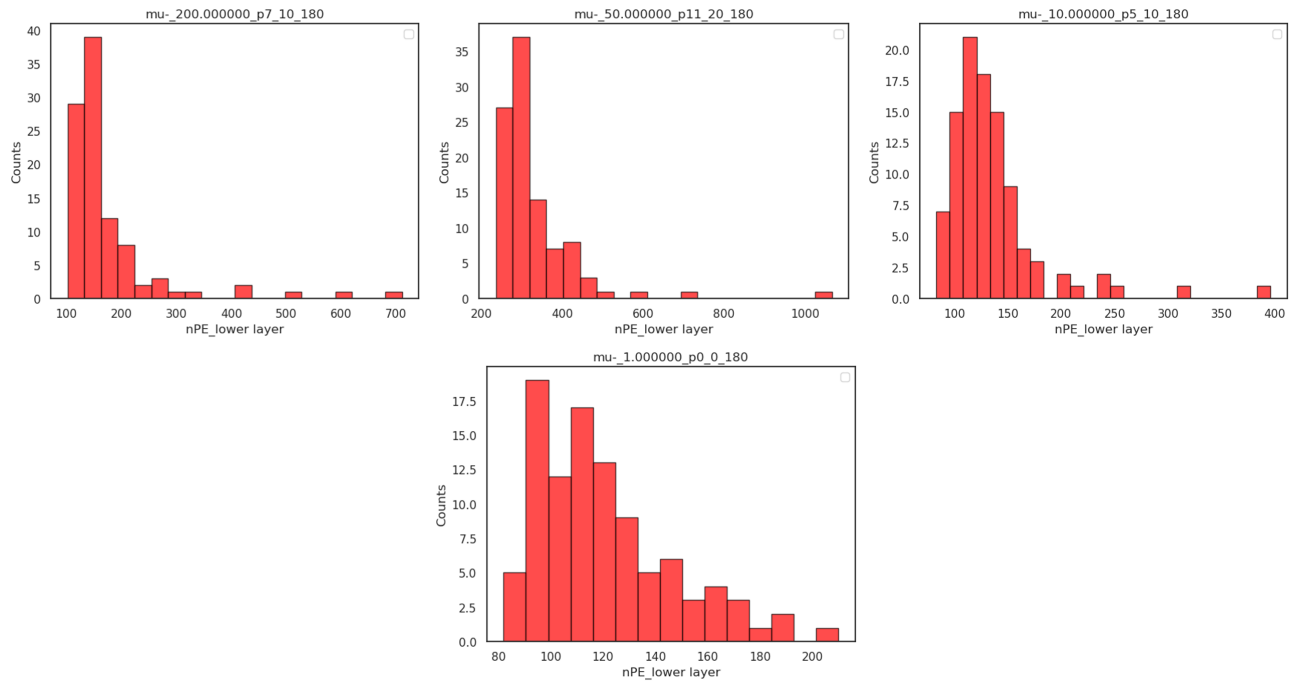 mu-_200.000000_p7_10_180
40
35
30
25
20
15
10
5
0
Counts
100 200 300 400 500 600 700
nPE_lower layer
mu-_50.000000_p11_20_180
35
30
25
20
15
10
5
0
Counts
200 400 600 800 1000
nPE_lower layer
mu-_10.000000_p5_10_180
20.0
17.5
15.0
12.5
10.0
7.5
5.0
2.5
0.0
Counts
100 150 200 250 300 350 400
nPE_lower layer
mu-_1.000000_p0_0_180
17.5
15.0
12.5
10.0
7.5
5.0
2.5
0.0
Counts
80 100 120 140 160 180 200
nPE_lower layer